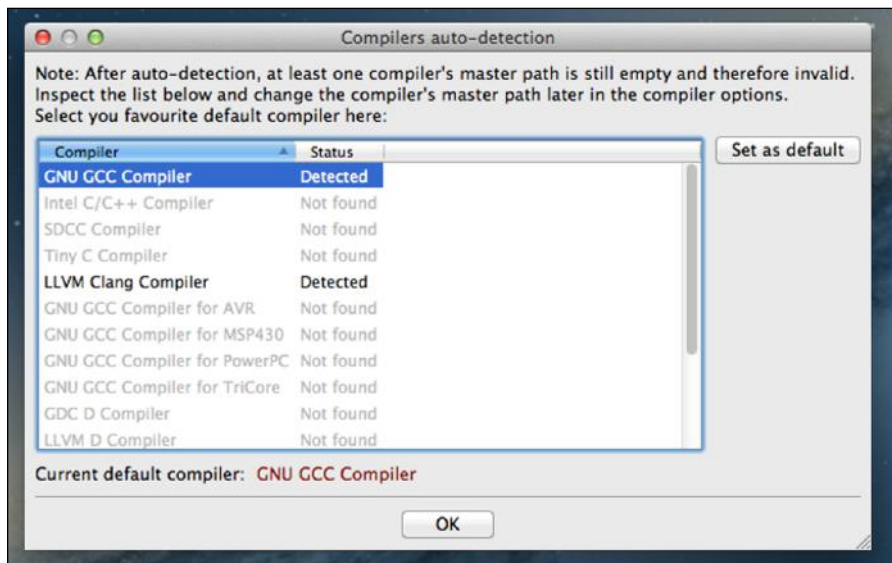 Compilers auto-detection
Note: After auto-detection, at least one compiler's master path is still empty and therefore invalid.
Inspect the list below and change the compiler's master path later in the compiler options.
Select you favourite default compiler here:
Compiler Status
Set as default
GNU GCC Compiler Detected
Intel C/C++ Compiler Not found
SDCC Compiler Not found
Tiny C Compiler Not found
LLVM Clang Compiler Detected
GNU GCC Compiler for AVR Not found
GNU GCC Compiler for MSP430 Not found
GNU GCC Compiler for PowerPC Not found
GNU GCC Compiler for TriCore Not found
GDC D Compiler Not found
LLVM D Compiler Not found
Current default compiler: GNU GCC Compiler
OK